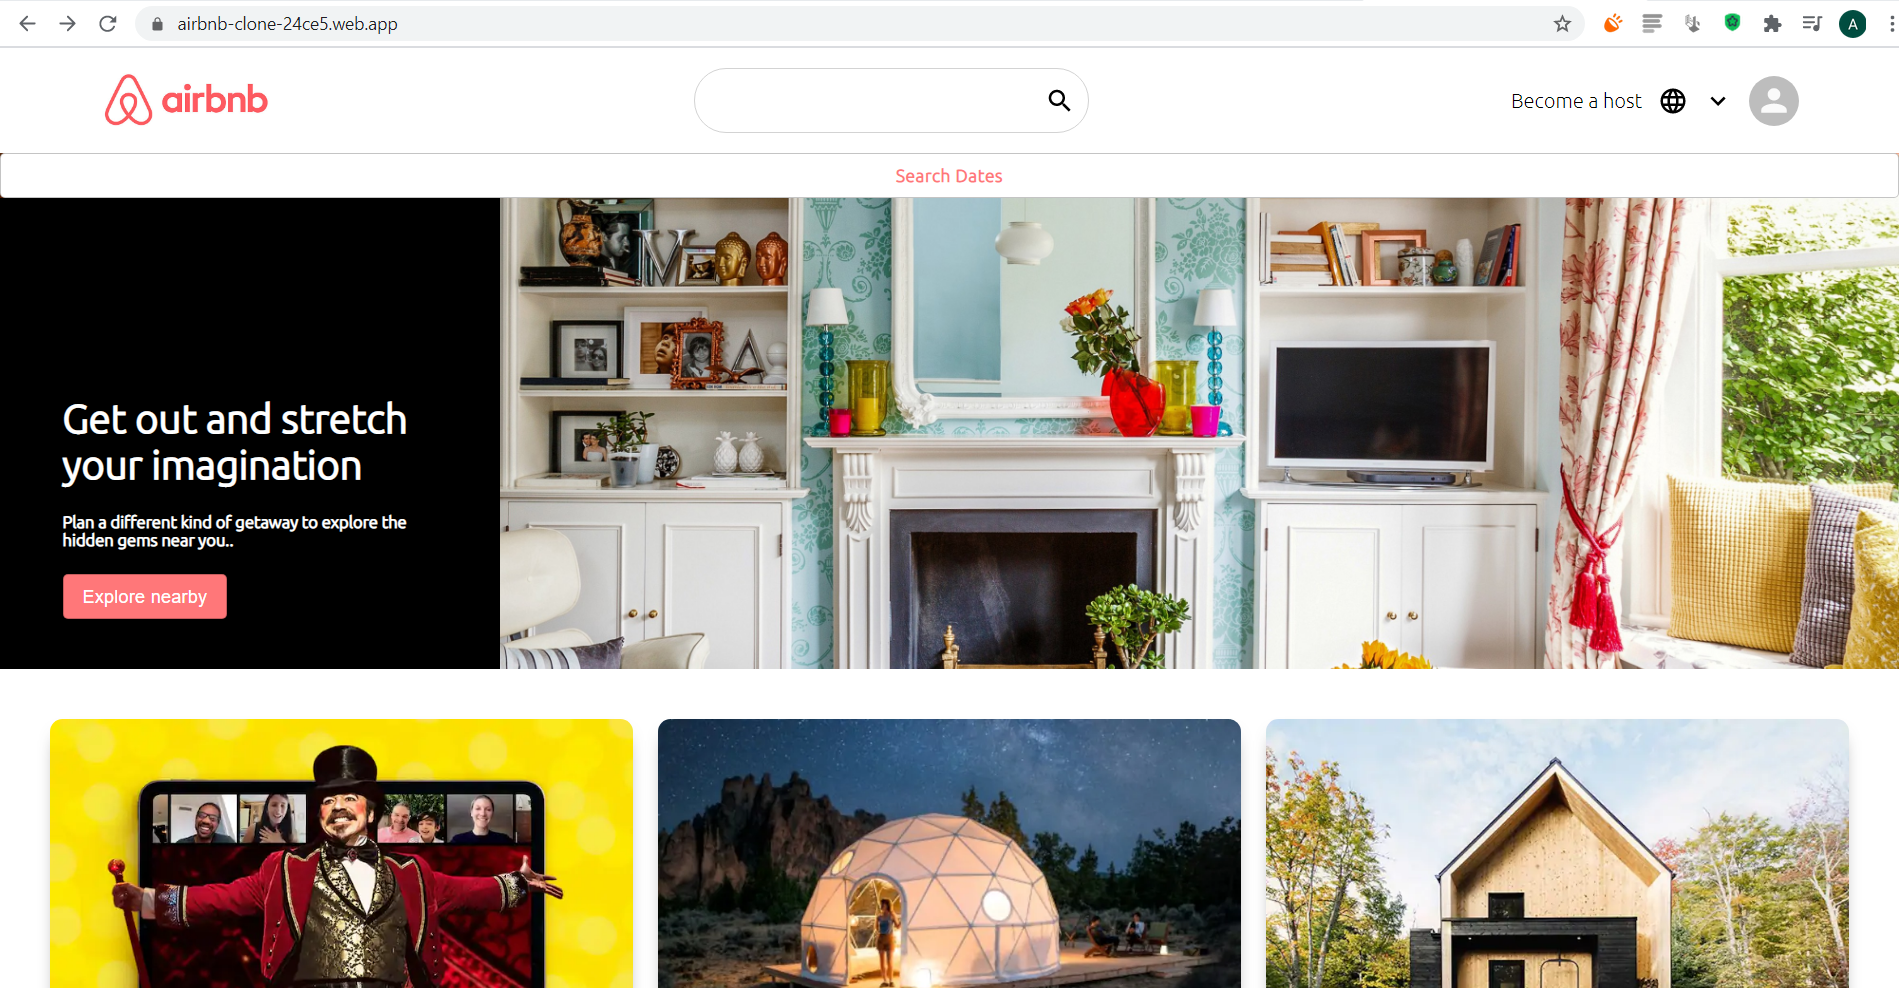 airbnb-clone-24ce5.web.app
A
airbnb
Become a host
Search Dates
Get out and stretch
your imagination
Plan a different kind of getaway to explore the
hidden gems near you..
Explore nearby